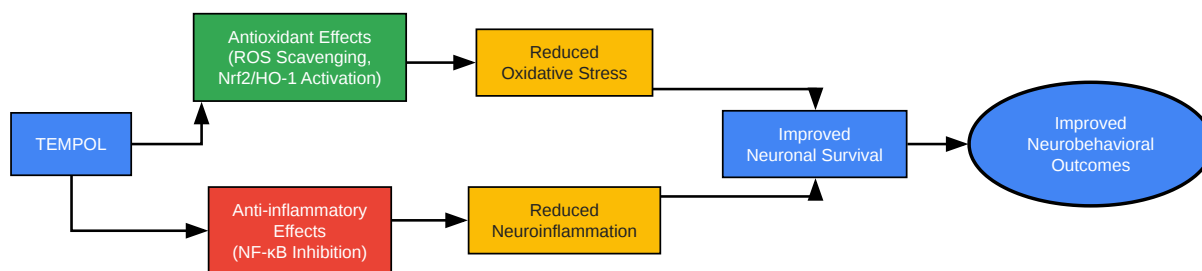 TEMPOL
Antioxidant Effects
(ROS Scavenging,
Nrf2/HO-1 Activation)
Reduced
Oxidative Stress
Anti-inflammatory
Effects
(NF-κB Inhibition)
Reduced
Neuroinflammation
Improved
Neuronal Survival
Improved
Neurobehavioral
Outcomes